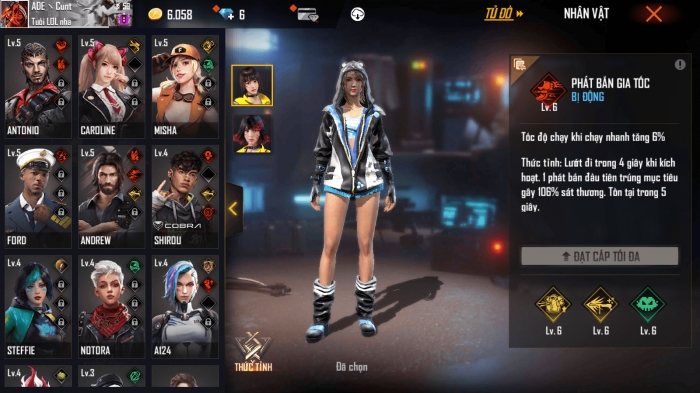 ADE ヽ Cunt
Tuổi LOL nha
6.058
6
TỦ ĐỒ
NHÂN VẬT
Lv.5
ANTONIO
Lv.5
CAROLINE
Lv.5
MISHA
Lv.5
FORD
Lv.5
ANDREW
Lv.4
COBRA
SHIROU
Lv.4
STEFFIE
Lv.4
NOTORA
Lv.4
A124
Lv.4
Lv.3
THỨC TỈNH
Đã chọn
Lv. 6
PHÁT BẮN GIA TỐC
BỊ ĐỘNG
Tốc độ chạy khi chạy nhanh tăng 6%
Thức tỉnh: Lướt đi trong 4 giây khi kích
hoạt. 1 phát bắn đầu tiên trúng mục tiêu
gây 106% sát thương. Tồn tại trong 5
giây.
ĐẠT CẤP TỐI ĐA
Lv. 6
Lv. 6
Lv. 6